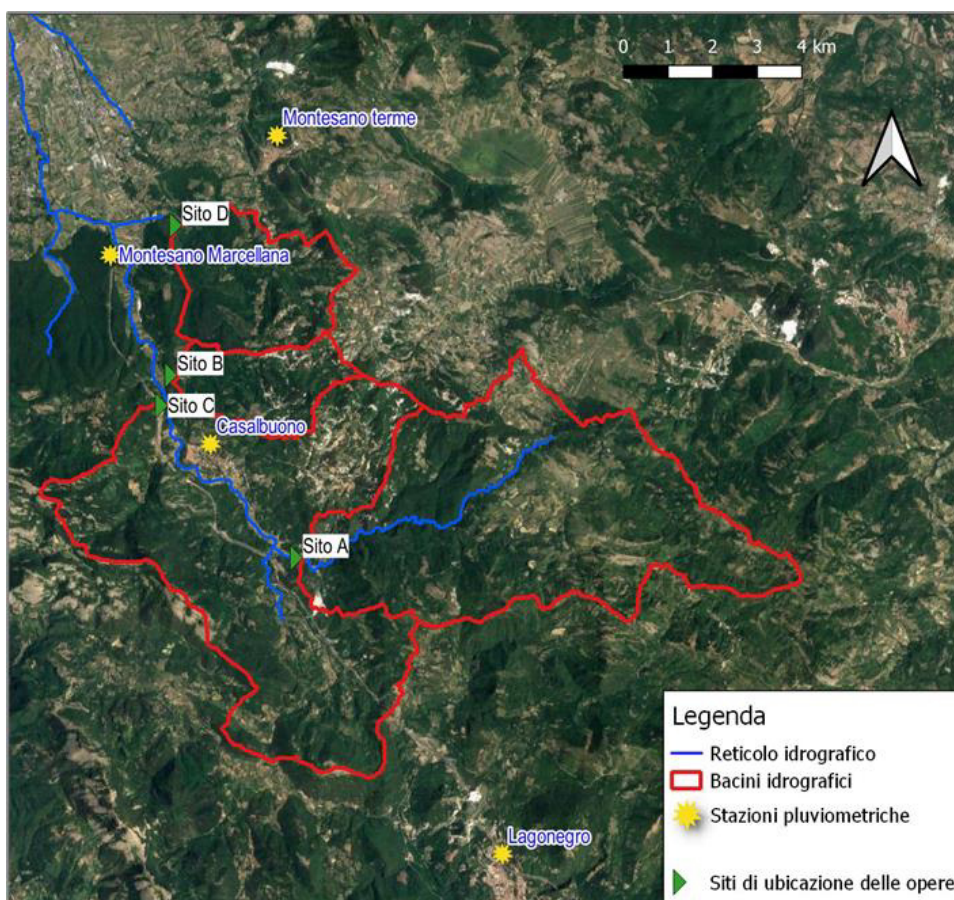 0 1 2 3 4 km
Montesano terme
Sito D
Montesano Marcellana
Sito B
Sito C
Casalbuono
Sito A
Lagonegro
Legenda
Reticolo idrografico
Bacini idrografici
Stazioni pluviometriche
Siti di ubicazione delle opere